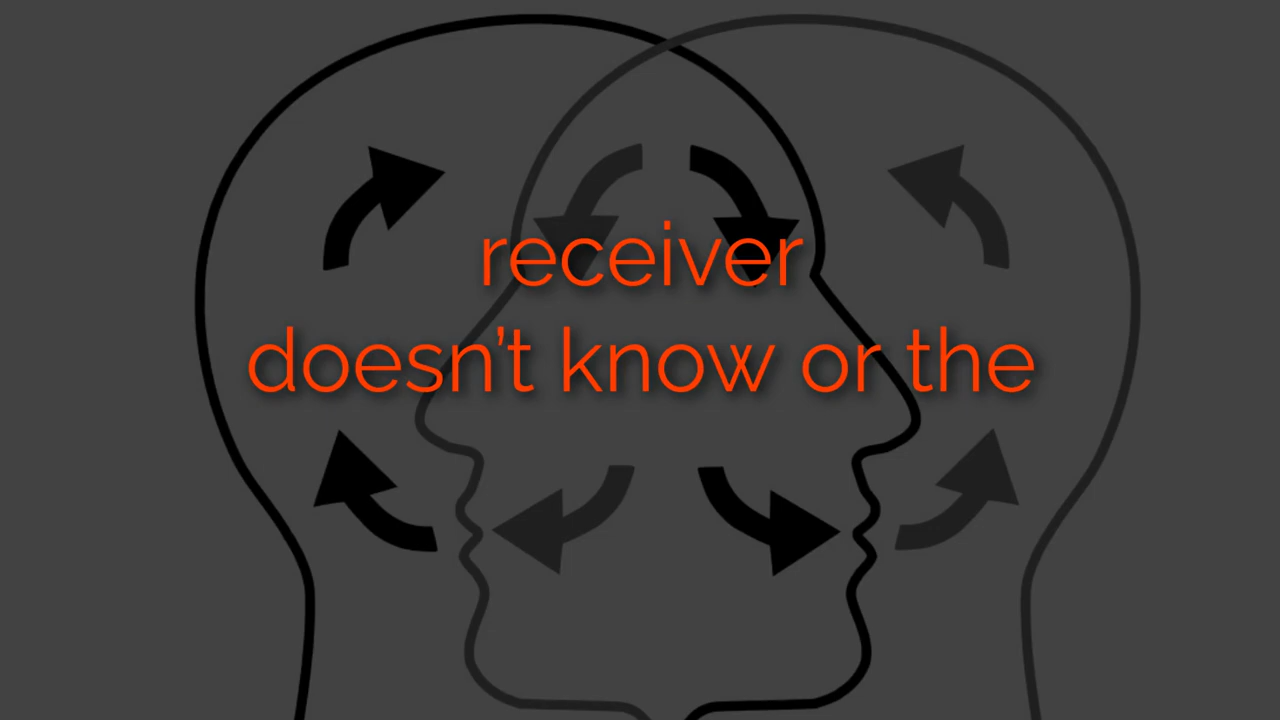 receiver
doesn’t know or the